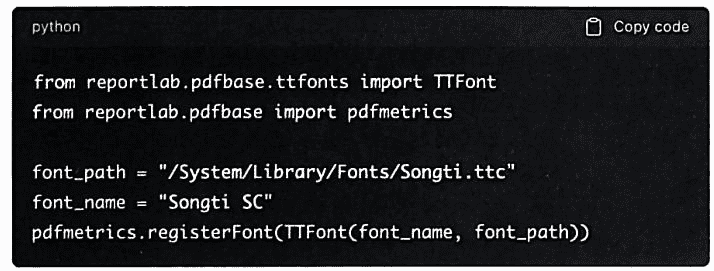 python
Copy code
from reportlab.pdfbase.ttfonts import TTFont
from reportlab.pdfbase import pdfmetrics
font_path = "/System/Library/Fonts/Songti.ttc"
font_name = "Songti SC"
pdfmetrics.registerFont(TTFont(font_name, font_path))